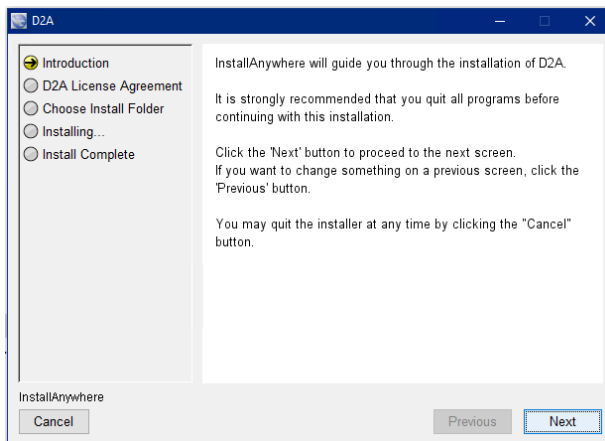 D2A
Introduction
D2A License Agreement
Choose Install Folder
Installing...
Install Complete
InstallAnywhere will guide you through the installation of D2A.
It is strongly recommended that you quit all programs before
continuing with this installation.
Click the 'Next' button to proceed to the next screen.
If you want to change something on a previous screen, click the
'Previous' button.
You may quit the installer at any time by clicking the "Cancel"
button.
InstallAnywhere
Cancel
Previous
Next